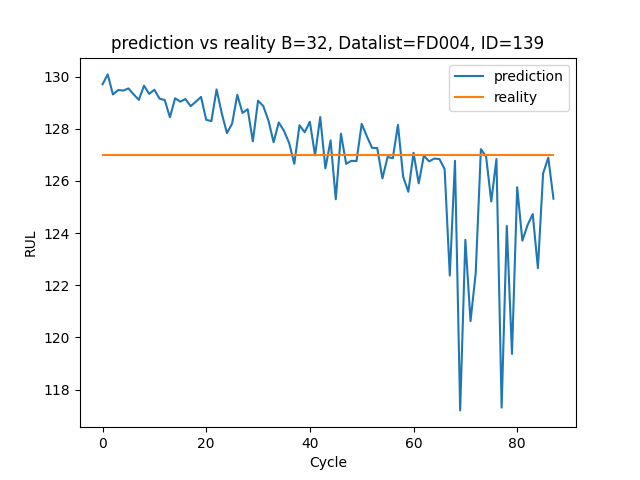 prediction vs reality B=32, Datalist=FD004, ID=139
prediction
reality
RUL
130
128
126
124
122
120
118
0 20 40 60 80
Cycle